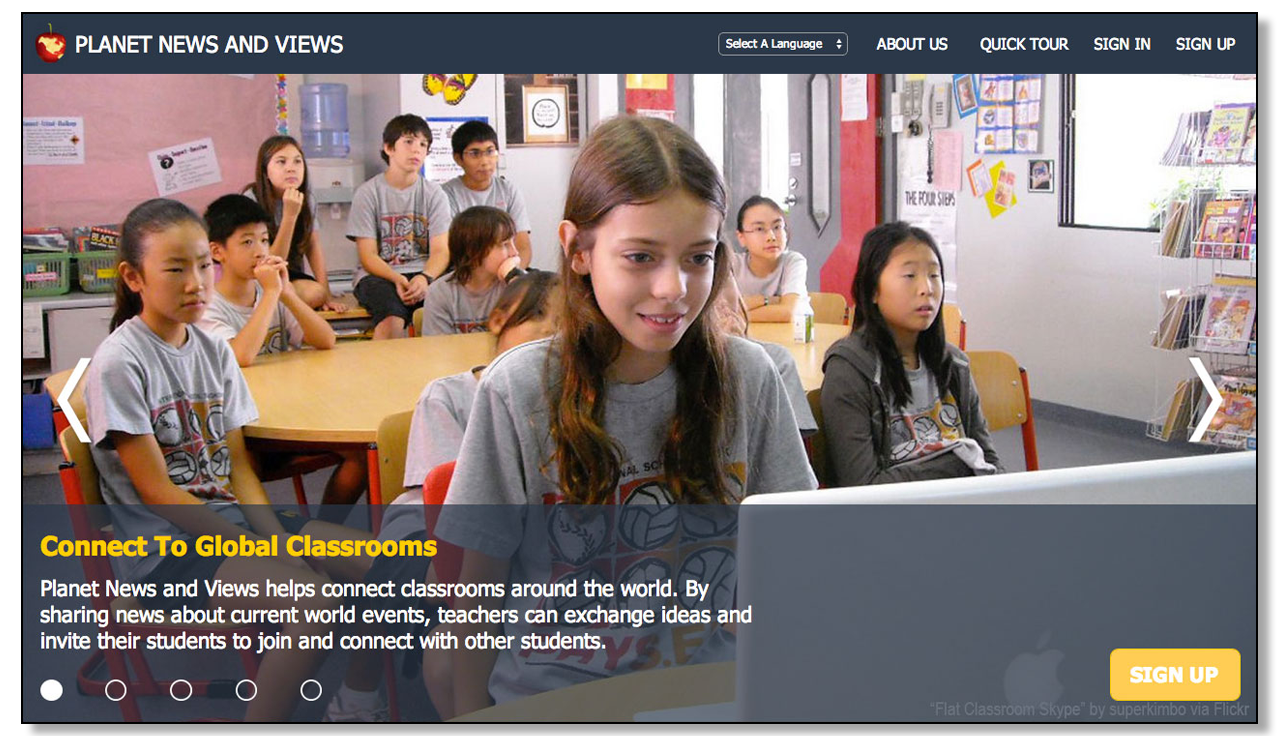 PLANET NEWS AND VIEWS
Select A Language
ABOUT US
QUICK TOUR
SIGN IN
SIGN UP
THE FOUR STEPS
BLACK
NAL SCHO
Connect To Global Classrooms
Planet News and Views helps connect classrooms around the world. By
sharing news about current world events, teachers can exchange ideas and
invite their students to join and connect with other students.
SIGN UP
“Flat Classroom Skype” by superkimbo via Flickr